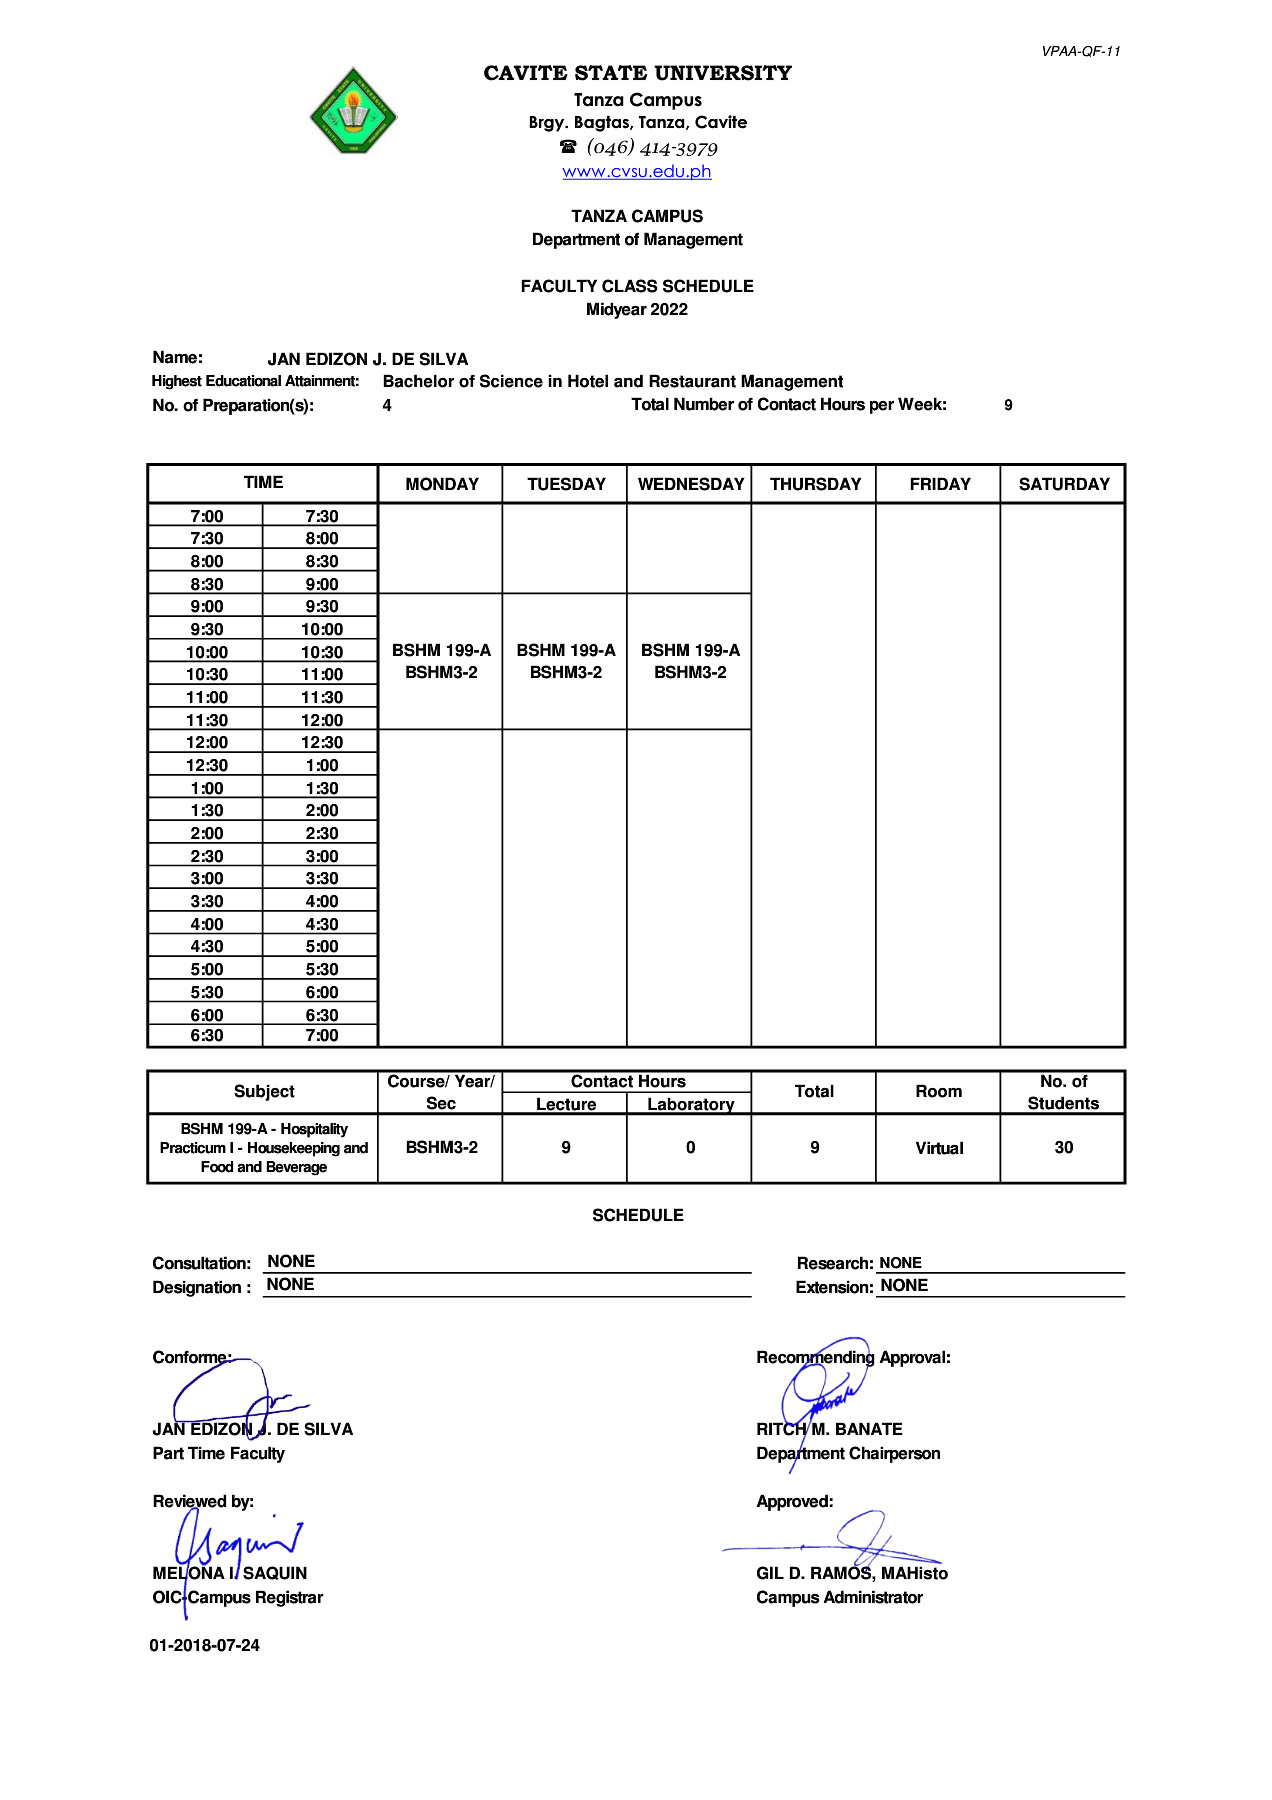 VPAA-QF-11
CAVITE STATE UNIVERSITY
Tanza Campus
Brgy. Bagtas, Tanza, Cavite
☎ (046) 414-3979
www.cvsu.edu.ph
TANZA CAMPUS
Department of Management
FACULTY CLASS SCHEDULE
Midyear 2022
Name: JAN EDIZON J. DE SILVA
Highest Educational Attainment: Bachelor of Science in Hotel and Restaurant Management
No. of Preparation(s): 4 Total Number of Contact Hours per Week: 9
TIME MONDAY TUESDAY WEDNESDAY THURSDAY FRIDAY SATURDAY
7:00 7:30
7:30 8:00
8:00 8:30
8:30 9:00
9:00 9:30
9:30 10:00
10:00 10:30
10:30 11:00
11:00 11:30
11:30 12:00
BSHM 199-A BSHM 199-A BSHM 199-A
BSHM3-2 BSHM3-2 BSHM3-2
12:00 12:30
12:30 1:00
1:00 1:30
1:30 2:00
2:00 2:30
2:30 3:00
3:00 3:30
3:30 4:00
4:00 4:30
4:30 5:00
5:00 5:30
5:30 6:00
6:00 6:30
6:30 7:00
Subject Course/ Year/ Sec Contact Hours Total Room No. of Students
Lecture Laboratory
BSHM 199-A - Hospitality
Practicum I - Housekeeping and
Food and Beverage
BSHM3-2 9 0 9 Virtual 30
SCHEDULE
Consultation: NONE Research: NONE
Designation : NONE Extension: NONE
Conforme: Recommending Approval:
JAN EDIZON J. DE SILVA RITCH M. BANATE
Part Time Faculty Department Chairperson
Reviewed by: Approved:
MELONA I. SAQUIN GIL D. RAMOS, MAHisto
OIC-Campus Registrar Campus Administrator
01-2018-07-24